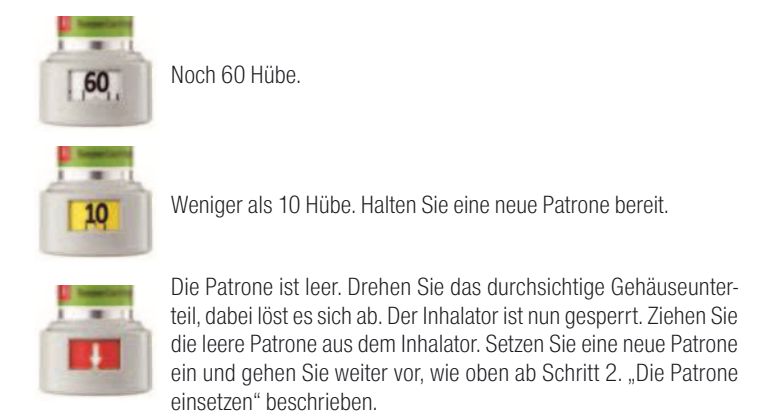 60
Noch 60 Hübe.
10
Weniger als 10 Hübe. Halten Sie eine neue Patrone bereit.
Die Patrone ist leer. Drehen Sie das durchsichtige Gehäuseunter-
teil, dabei löst es sich ab. Der Inhalator ist nun gesperrt. Ziehen Sie
die leere Patrone aus dem Inhalator. Setzen Sie eine neue Patrone
ein und gehen Sie weiter vor, wie oben ab Schritt 2. „Die Patrone
einsetzen“ beschrieben.